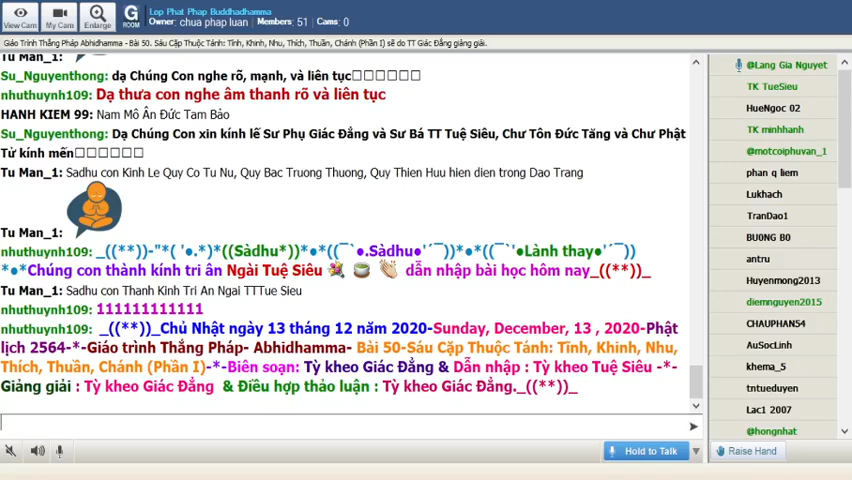 Lop Phat Phap Buddhadhamma
Owner: chua phap luan Members: 51 Cams: 0
View Cam My Cam Enlarge G ROOM
Giáo Trình Thắng Pháp Abhidhamma - Bài 50. Sáu Cặp Thuộc Tánh: Tĩnh, Khinh, Nhu, Thích, Thuần, Chánh (Phần I) sẽ do TT Giác Đẳng giảng giải.
Tu Man_1:
Su_Nguyenthong: dạ Chúng Con nghe rõ, mạnh, và liên tục□□□□□□
nhuthuynh109: Dạ thưa con nghe âm thanh rõ và liên tục
HANH KIEM 99: Nam Mô Ân Đức Tam Bảo
Su_Nguyenthong: Dạ Chúng Con xin kính lễ Sư Phụ Giác Đẳng và Sư Bá TT Tuệ Siêu, Chư Tôn Đức Tăng và Chư Phật
Tử kính mến□□□□□□
Tu Man_1: Sadhu con Kinh Le Quy Co Tu Nu, Quy Bac Truong Thuong, Quy Thien Huu hien dien trong Dao Trang
Tu Man_1:
nhuthuynh109: _((**))-"*( '●.*)*((Sàdhu*))*●*((¯`●.Sàdhu●'´¯))*●*((¯`'●Lành thay●'´¯))
*●*Chúng con thành kính tri ân Ngài Tuệ Siêu 💐 🍵 👏 dẫn nhập bài học hôm nay_((**))_
Tu Man_1: Sadhu con Thanh Kinh Tri An Ngai TTTue Sieu
nhuthuynh109: 111111111111
nhuthuynh109: _((**))_Chủ Nhật ngày 13 tháng 12 năm 2020-Sunday, December, 13 , 2020-Phật
lịch 2564-*-Giáo trình Thắng Pháp- Abhidhamma- Bài 50-Sáu Cặp Thuộc Tánh: Tĩnh, Khinh, Nhu,
Thích, Thuần, Chánh (Phần I)-*-Biên soạn: Tỳ kheo Giác Đẳng & Dẫn nhập : Tỳ kheo Tuệ Siêu -*-
Giảng giải : Tỳ kheo Giác Đẳng & Điều hợp thảo luận : Tỳ kheo Giác Đẳng._((**))_
@Lang Gia Nguyet
TK TueSieu
HueNgoc 02
TK minhhanh
@motcoiphuvan_1
phan q liem
Lukhach
TranDao1
BU0NG B0
antru
Huyenmong2013
diemnguyen2015
CHAUPHAN54
AuSocLinh
khema_5
tntueduyen
Lac1 2007
@hongnhat
Hold to Talk
Raise Hand